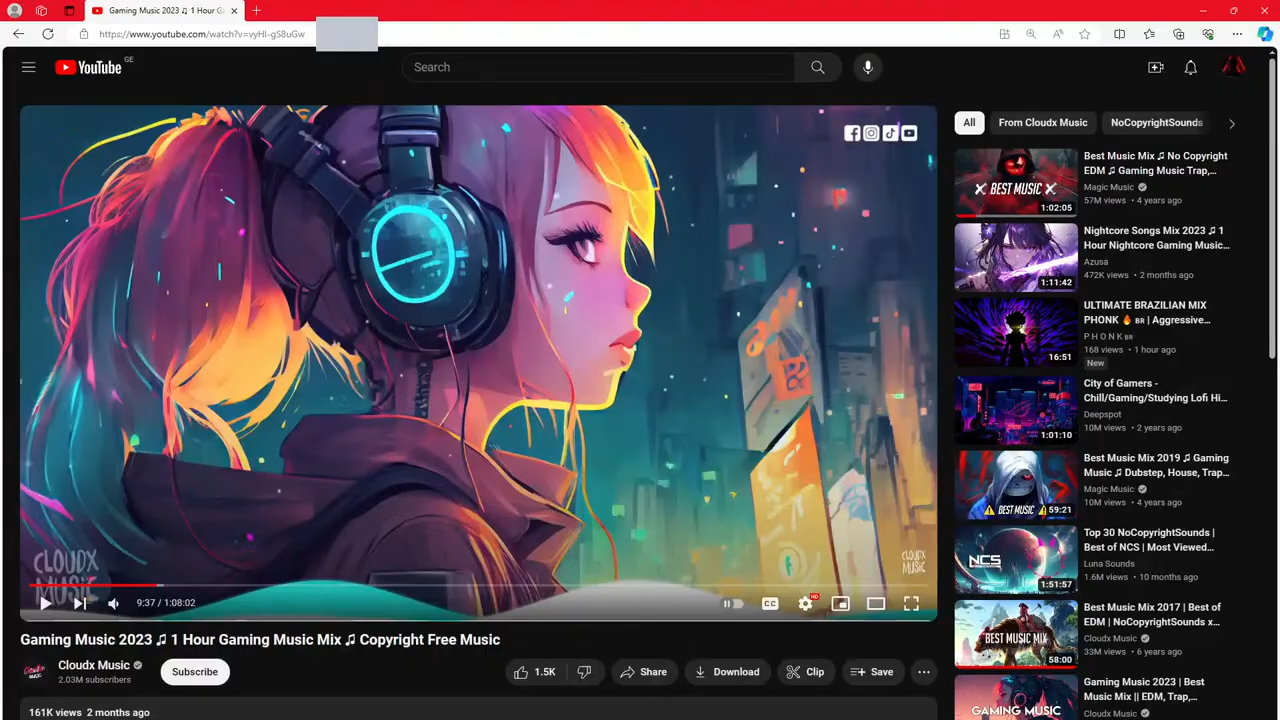 Gaming Music 2023 ♫ 1 Hour G
https://www.youtube.com/watch?v=vyHl-gS8uGw
YouTube GE
Search
All
From Cloudx Music
NoCopyrightSounds
CLOUDX
MUSIC
CLOUDX
MUSIC
9:37 / 1:08:02
CC
HD
Gaming Music 2023 ♫ 1 Hour Gaming Music Mix ♫ Copyright Free Music
Cloudx Music
2.03M subscribers
Subscribe
1.5K
Share
Download
Clip
Save
161K views 2 months ago
BEST MUSIC
1:02:05
Best Music Mix ♫ No Copyright
EDM ♫ Gaming Music Trap,...
Magic Music
57M views • 4 years ago
1:11:42
Nightcore Songs Mix 2023 ♫ 1
Hour Nightcore Gaming Music...
Azusa
472K views • 2 months ago
16:51
ULTIMATE BRAZILIAN MIX
PHONK 🔥 BR | Aggressive...
P H O N K BR
168 views • 1 hour ago
New
1:01:10
City of Gamers -
Chill/Gaming/Studying Lofi Hi...
Deepspot
10M views • 2 years ago
BEST MUSIC
59:21
Best Music Mix 2019 ♫ Gaming
Music ♫ Dubstep, House, Trap...
Magic Music
10M views • 4 years ago
NCS
1:51:57
Top 30 NoCopyrightSounds |
Best of NCS | Most Viewed...
Luna Sounds
1.6M views • 10 months ago
BEST MUSIC MIX
58:00
Best Music Mix 2017 | Best of
EDM | NoCopyrightSounds x...
Cloudx Music
33M views • 6 years ago
GAMING MUSIC
Gaming Music 2023 | Best
Music Mix || EDM, Trap,...
Cloudx Music